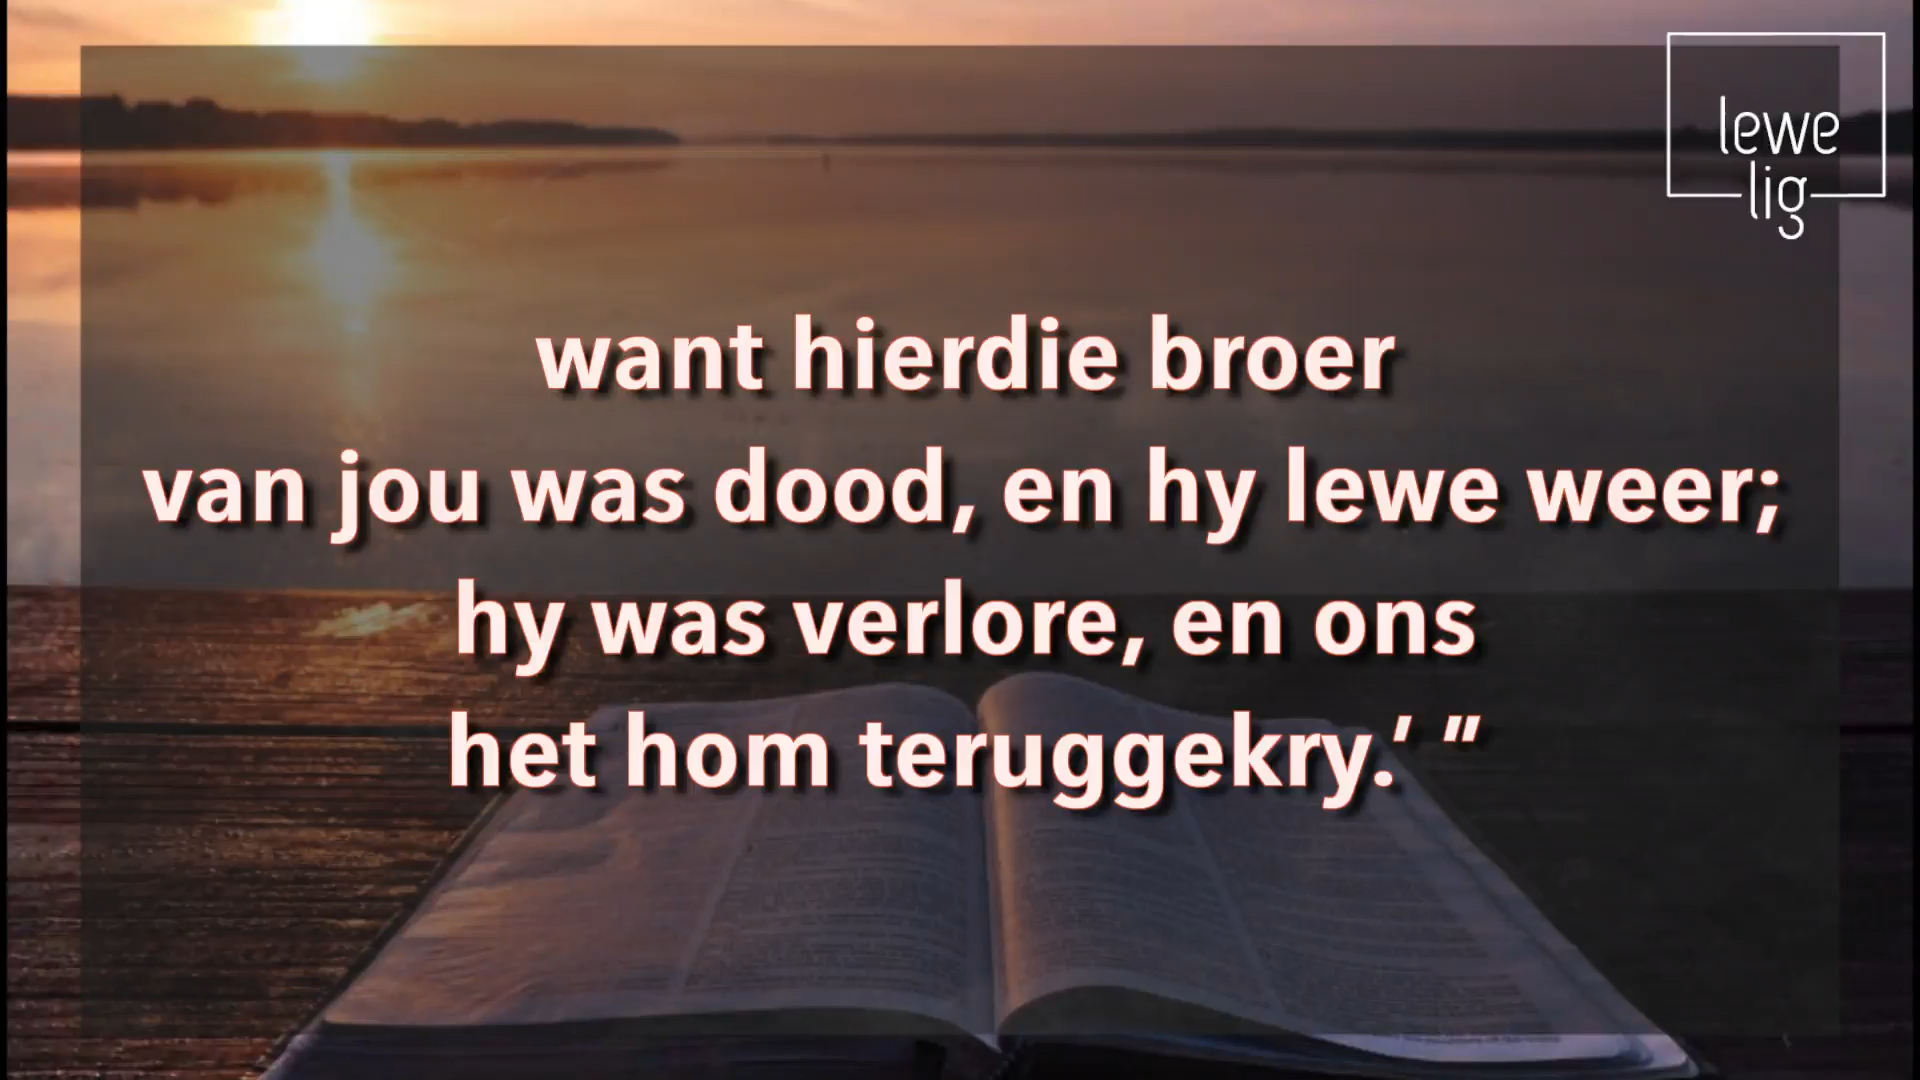 lewe
lig
want hierdie broer
van jou was dood, en hy lewe weer;
hy was verlore, en ons
het hom teruggekry.’ ”